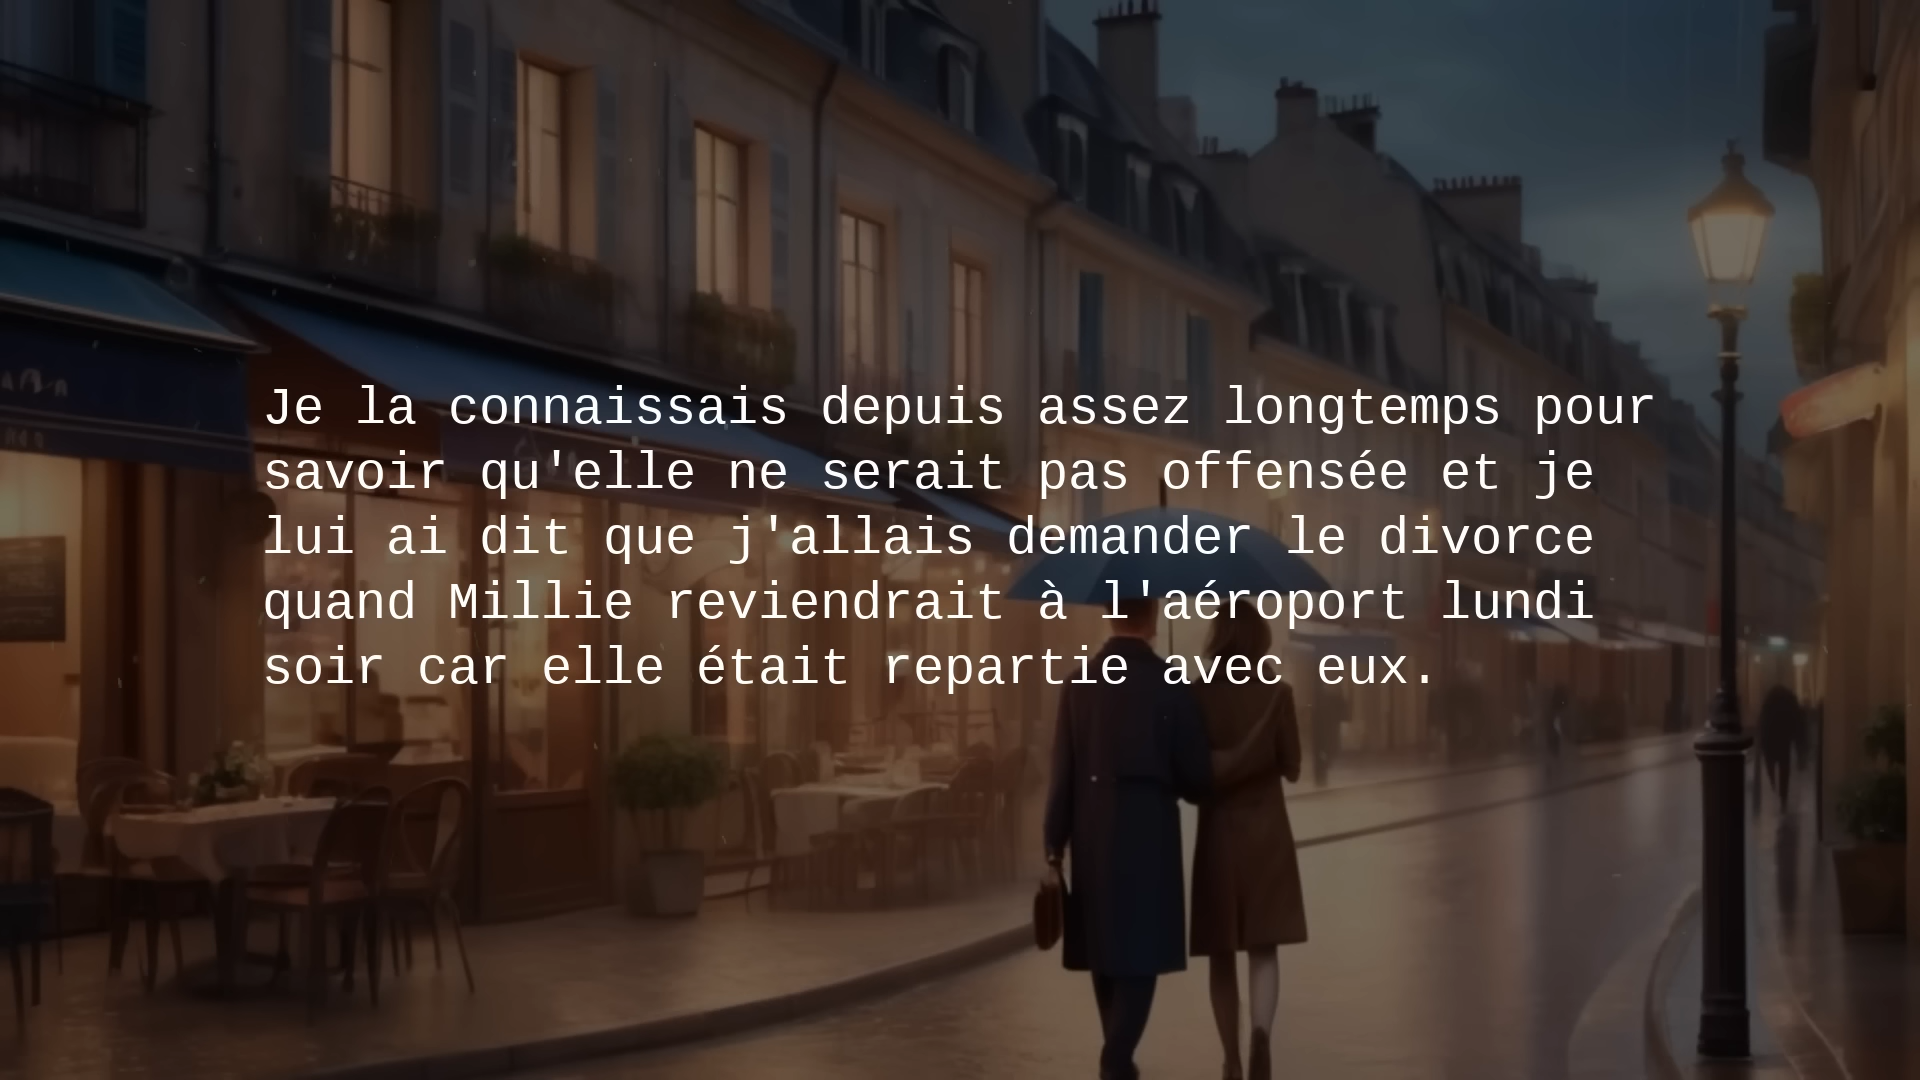 Je la connaissais depuis assez longtemps pour
savoir qu'elle ne serait pas offensée et je
lui ai dit que j'allais demander le divorce
quand Millie reviendrait à l'aéroport lundi
soir car elle était repartie avec eux.